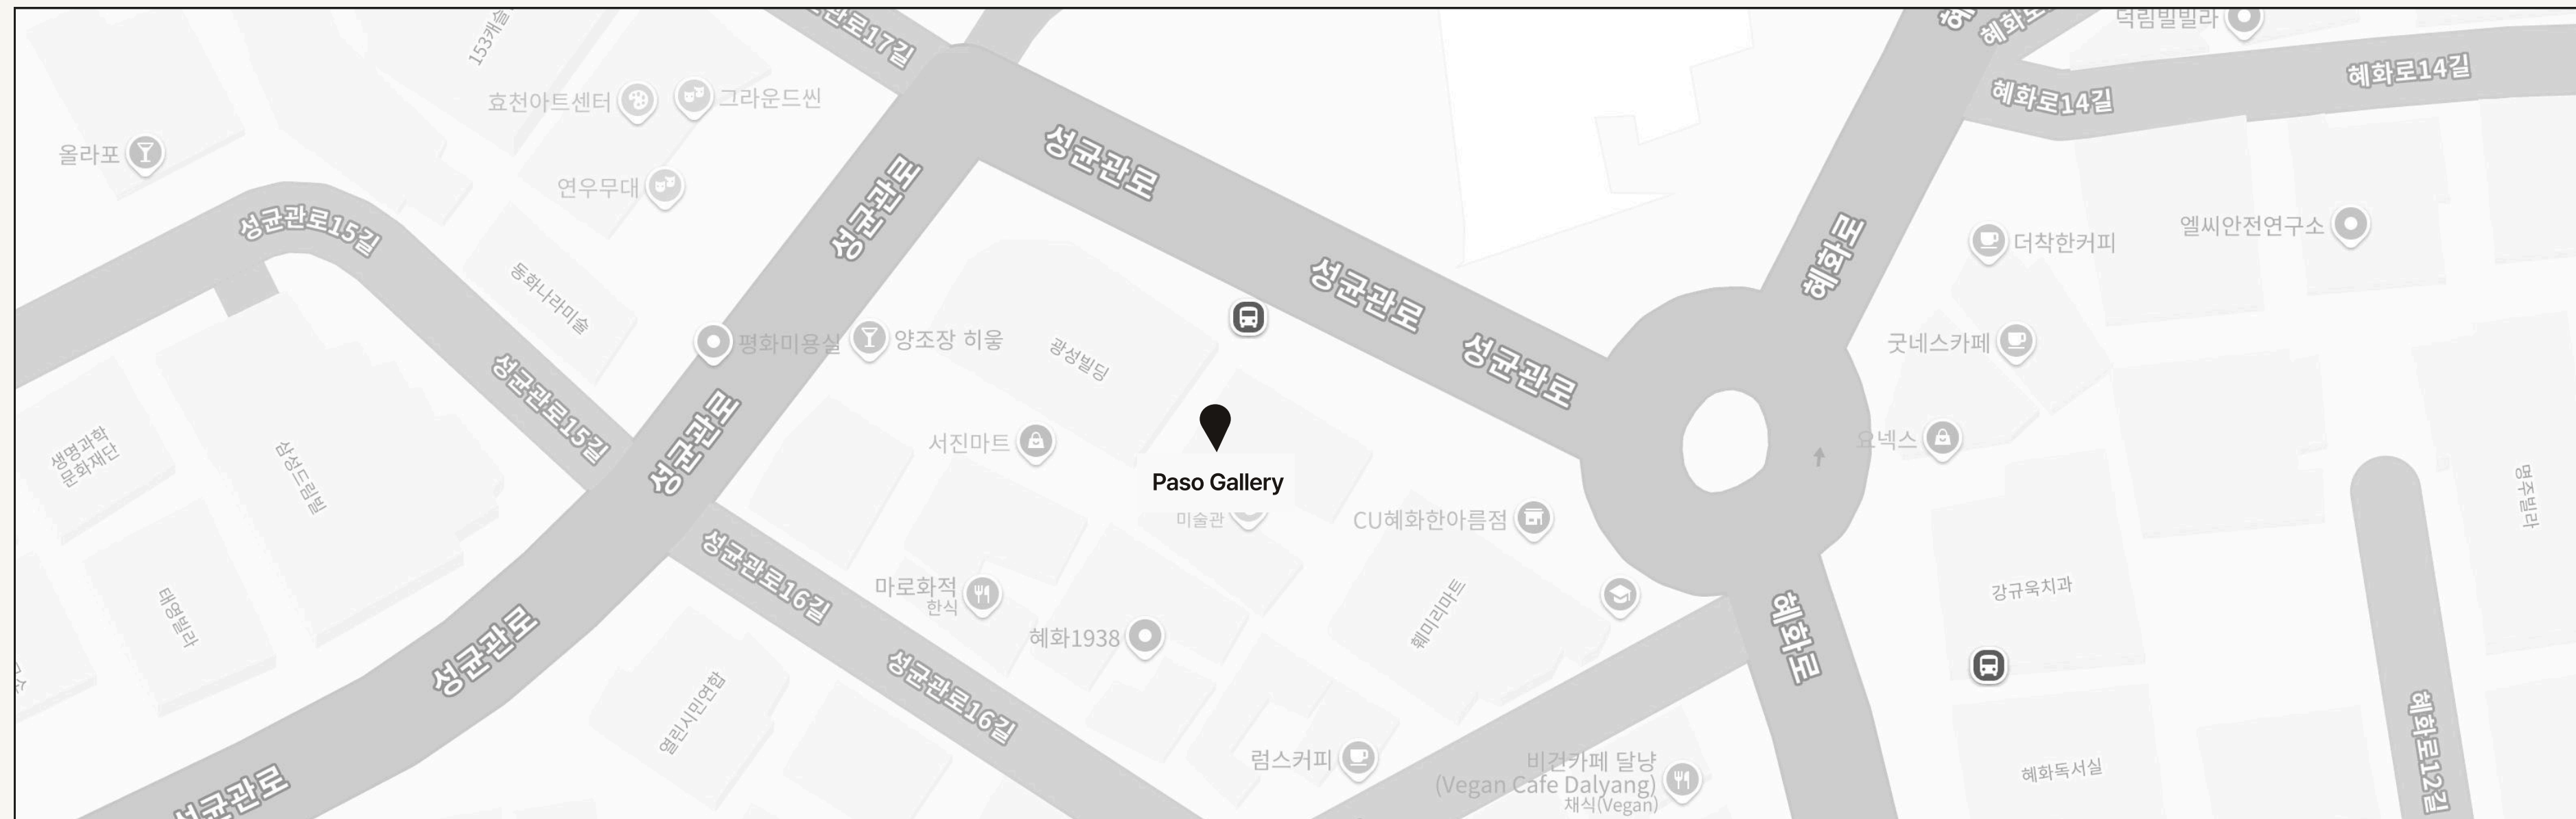 성균관로17길
혜화로
덕림빌빌라
153캐슬
효천아트센터
그라운드씬
혜화로14길
혜화로14길
올라포
연우무대
성균관로
성균관로
성균관로15길
혜화로
더착한커피
엘씨안전연구소
동화나라미술
성균관로
평화미용실
양조장 히웋
광성빌딩
굿네스카페
성균관로
성균관로15길
성균관로
서진마트
요넥스
생명과학
문화재단
삼성드림빌
Paso Gallery
미술관
CU혜화한아름점
명주빌라
성균관로16길
마로화적
한식
혜화1938
훼미리마트
강규욱치과
태영빌라
혜화로
성균관로
성균관로16길
열린시민연합
럼스커피
비건카페 달냥
(Vegan Cafe Dalyang)
채식(Vegan)
혜화독서실
혜화로12길
성균관로